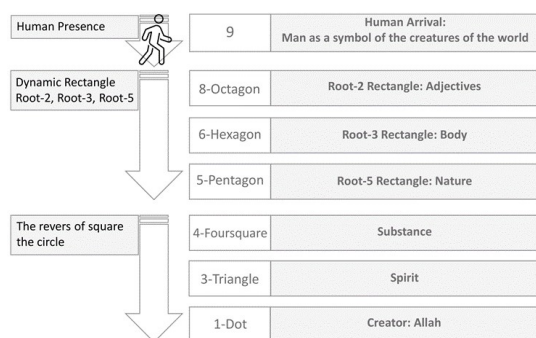 Human Presence
9
Human Arrival:
Man as a symbol of the creatures of the world
Dynamic Rectangle
Root-2, Root-3, Root-5
8-Octagon
Root-2 Rectangle: Adjectives
6-Hexagon
Root-3 Rectangle: Body
5-Pentagon
Root-5 Rectangle: Nature
The revers of square
the circle
4-Foursquare
Substance
3-Triangle
Spirit
1-Dot
Creator: Allah